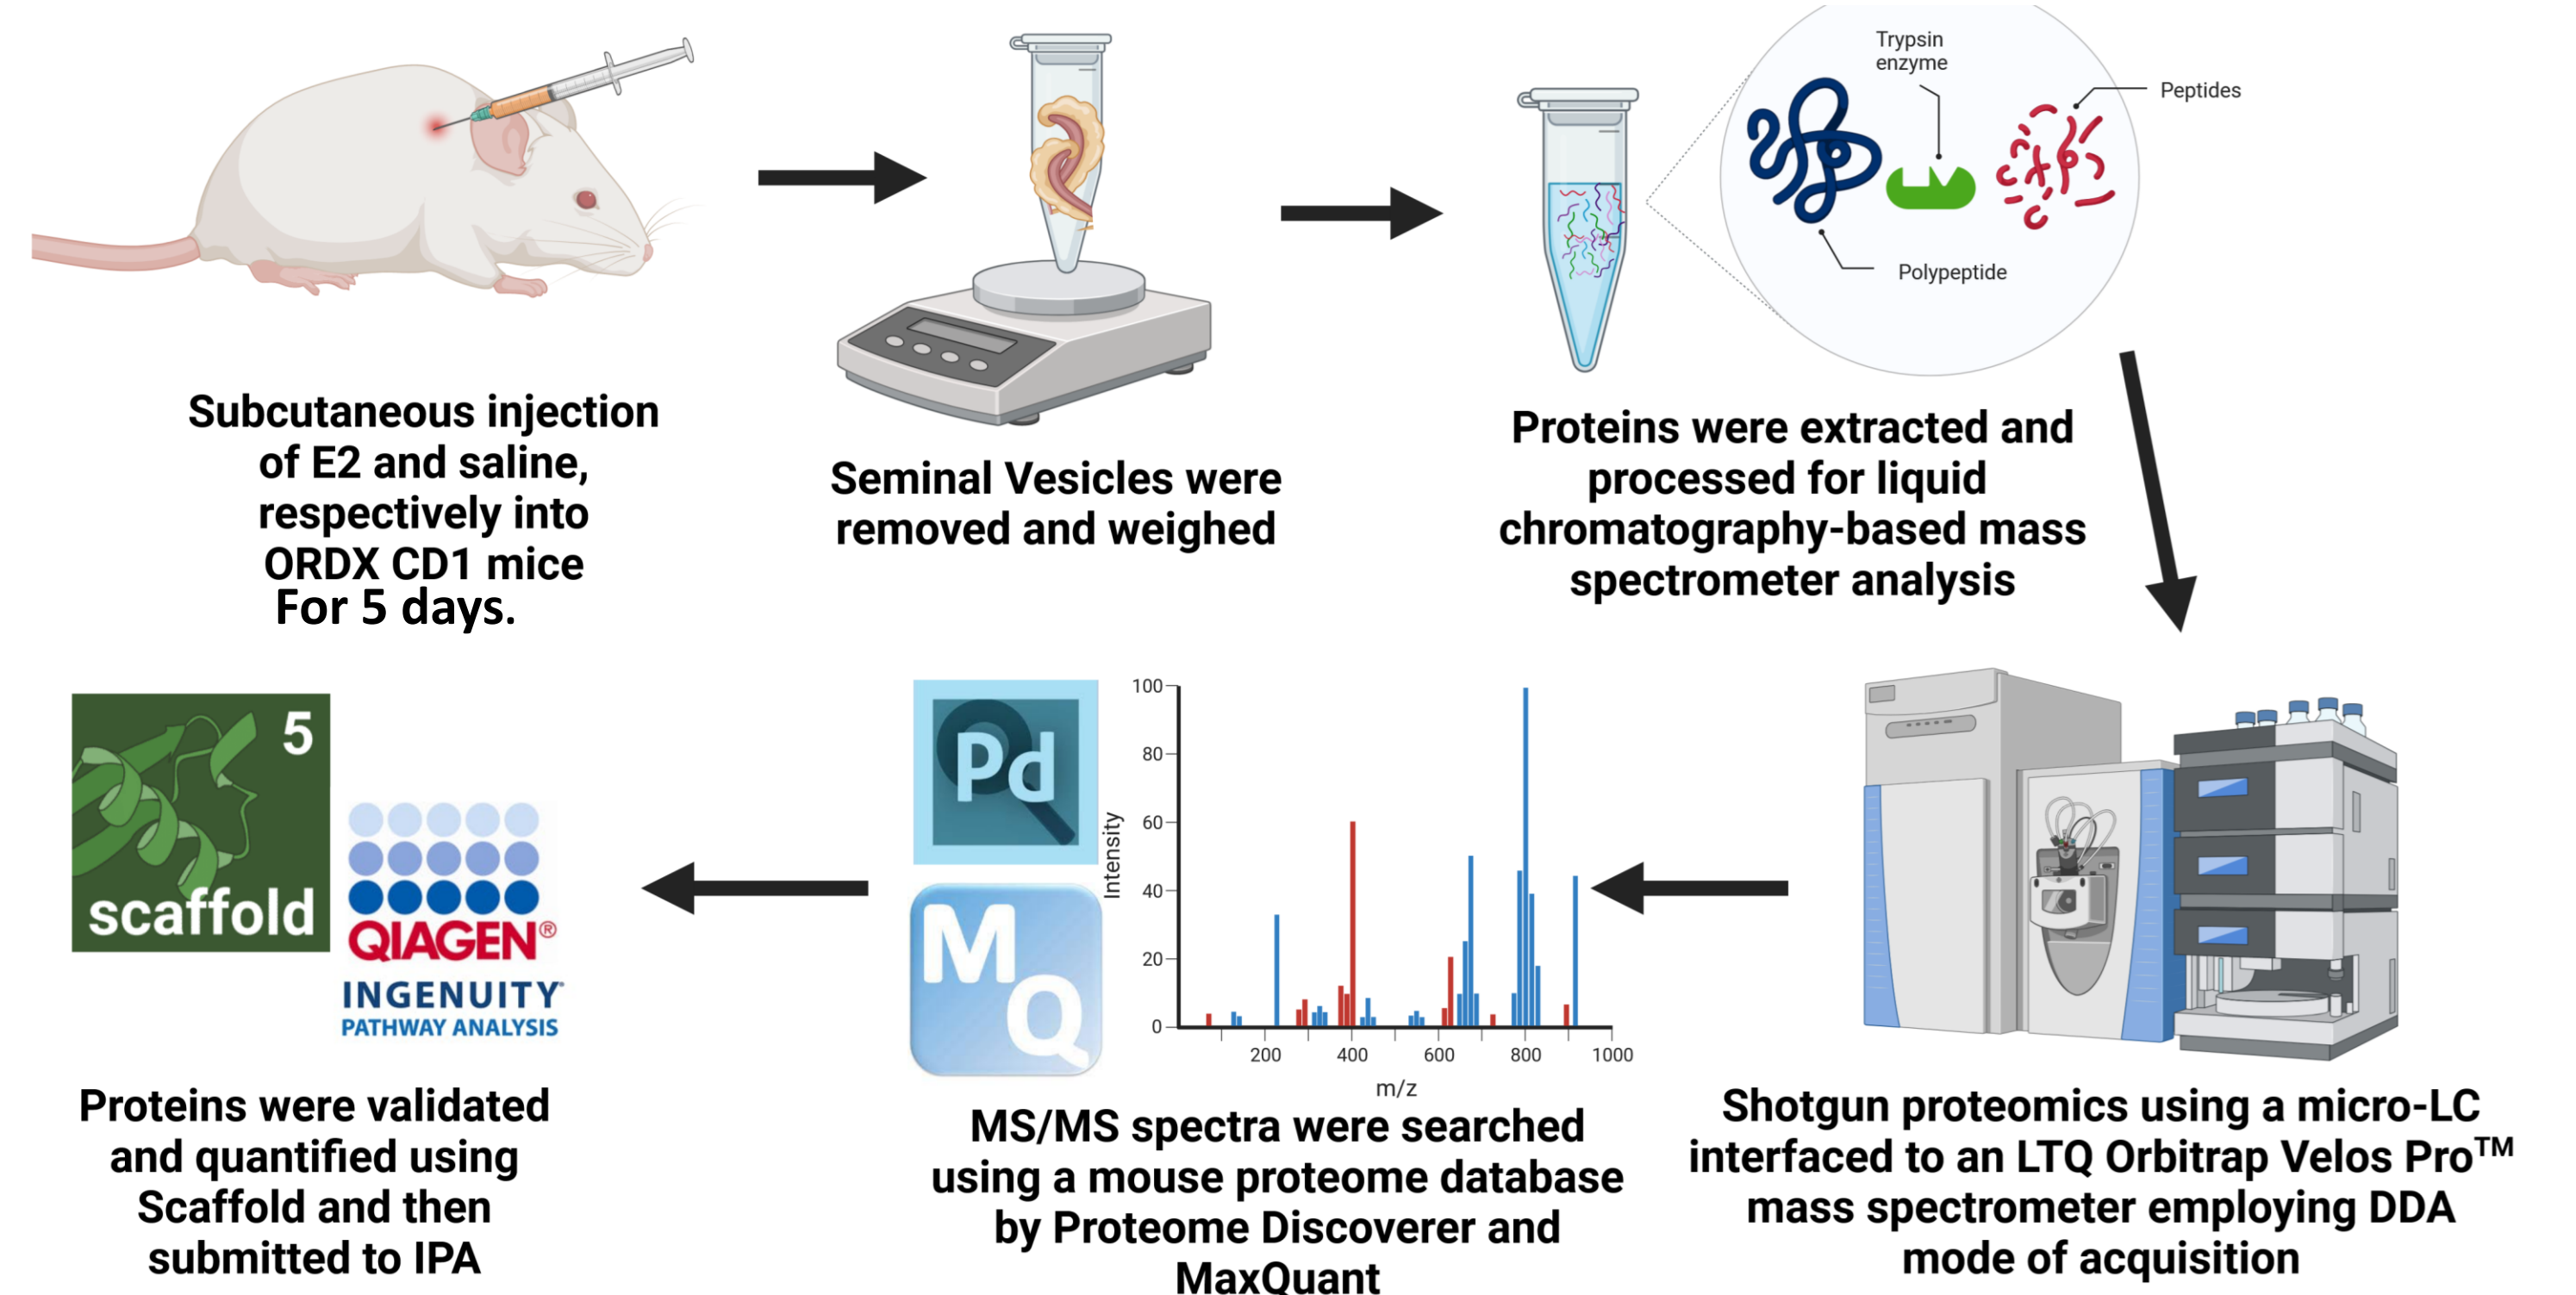 Subcutaneous injection
of E2 and saline,
respectively into
ORDX CD1 mice
For 5 days.
Seminal Vesicles were
removed and weighed
Trypsin
enzyme
Peptides
Polypeptide
Proteins were extracted and
processed for liquid
chromatography-based mass
spectrometer analysis
Shotgun proteomics using a micro-LC
interfaced to an LTQ Orbitrap Velos Pro™
mass spectrometer employing DDA
mode of acquisition
Pd
MQ
Intensity
100
80
60
40
20
0
200 400 600 800 1000
m/z
MS/MS spectra were searched
using a mouse proteome database
by Proteome Discoverer and
MaxQuant
5
scaffold
QIAGEN®
INGENUITY
PATHWAY ANALYSIS
Proteins were validated
and quantified using
Scaffold and then
submitted to IPA